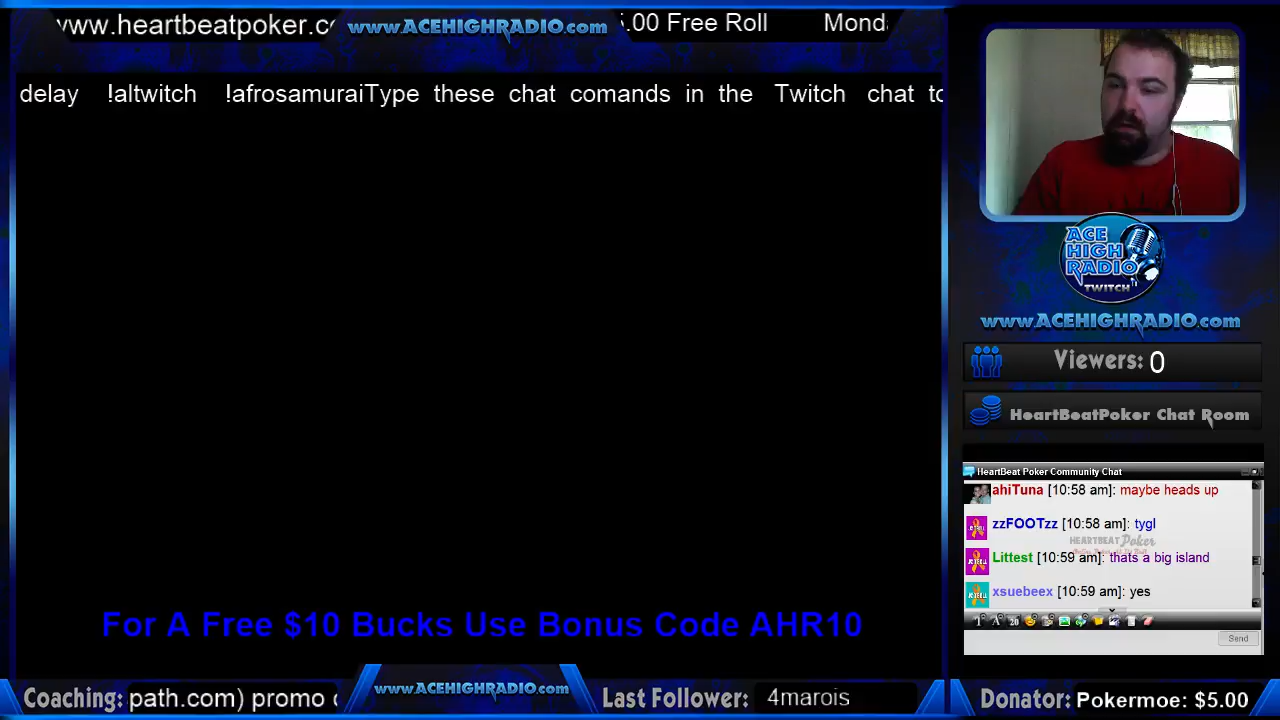 www.heartbeatpoker.c
www.ACEHIGHRADIO.com
.00 Free Roll Mond
delay !altwitch !afrosamuraiType these chat comands in the Twitch chat to
ACE
HIGH
RADIO
TWITCH
www.ACEHIGHRADIO.com
Viewers: 0
HeartBeatPoker Chat Room
HeartBeat Poker Community Chat
ahiTuna [10:58 am]: maybe heads up
zzFOOTzz [10:58 am]: tygl
HEARTBEAT
Poker
Littest [10:59 am]: thats a big island
xsuebeex [10:59 am]: yes
Send
For A Free $10 Bucks Use Bonus Code AHR10
Coaching: path.com) promo
www.ACEHIGHRADIO.com
Last Follower: 4marois
Donator: Pokermoe: $5.00